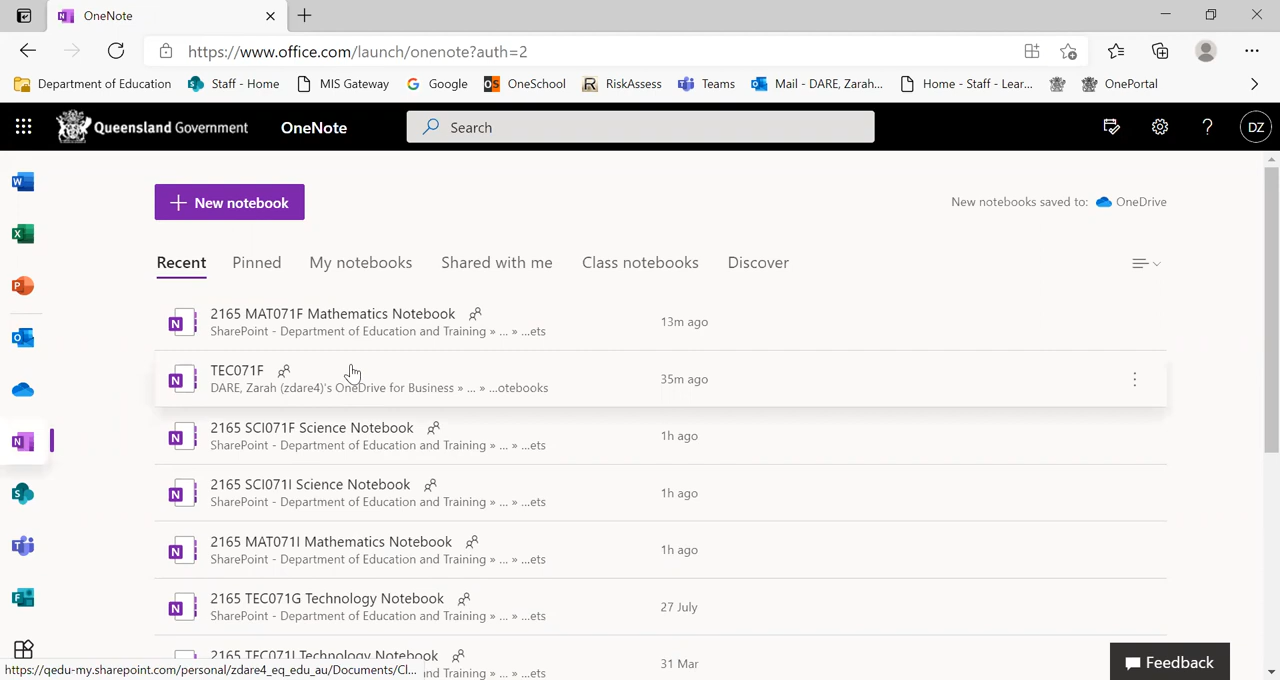 OneNote
https://www.office.com/launch/onenote?auth=2
Department of Education
Staff - Home
MIS Gateway
Google
OneSchool
RiskAssess
Teams
Mail - DARE, Zarah...
Home - Staff - Lear...
OnePortal
Queensland Government
OneNote
Search
DZ
New notebook
New notebooks saved to: OneDrive
Recent
Pinned
My notebooks
Shared with me
Class notebooks
Discover
2165 MAT071F Mathematics Notebook
SharePoint - Department of Education and Training » ... » ...ets
13m ago
TEC071F
DARE, Zarah (zdare4)'s OneDrive for Business » ... » ...otebooks
35m ago
2165 SCI071F Science Notebook
SharePoint - Department of Education and Training » ... » ...ets
1h ago
2165 SCI071I Science Notebook
SharePoint - Department of Education and Training » ... » ...ets
1h ago
2165 MAT071I Mathematics Notebook
SharePoint - Department of Education and Training » ... » ...ets
1h ago
2165 TEC071G Technology Notebook
SharePoint - Department of Education and Training » ... » ...ets
27 July
2165 TEC071I Technology Notebook
nd Training » ... » ...ets
31 Mar
https://qedu-my.sharepoint.com/personal/zdare4_eq_edu_au/Documents/Cl...
Feedback